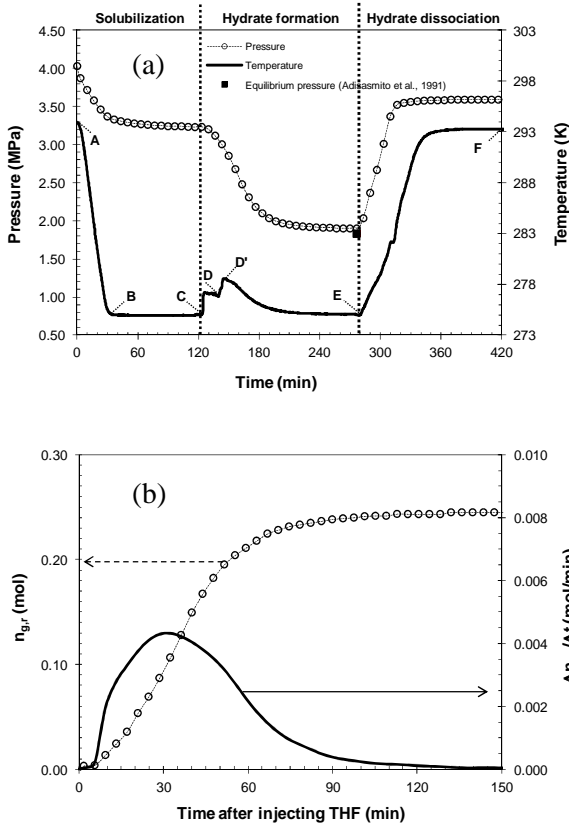 Solubilization Hydrate formation Hydrate dissociation
4.50 303
4.00 298
3.50 293
3.00 288
2.50
2.00 283
1.50
1.00 278
0.50 273
(a)
Pressure
Temperature
Equilibrium pressure (Adisasmito et al., 1991)
A
B
C
D
D'
E
F
Pressure (MPa)
Temperature (K)
0 60 120 180 240 300 360 420
Time (min)
0.30 0.010
(b)
0.008
0.20
0.006
0.004
0.10
0.002
0.00 0.000
n_g,r (mol)
/Δt (mol/min)
0 30 60 90 120 150
Time after injecting THF (min)